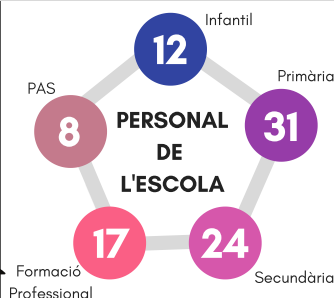 Infantil
12
Primària
31
PAS
8
PERSONAL
DE
L'ESCOLA
17
24
Formació
Professional
Secundària